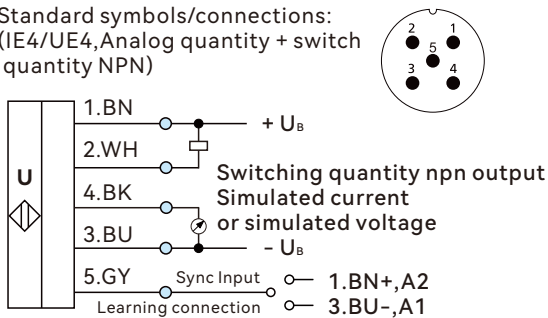 Standard symbols/connections:
(IE4/UE4,Analog quantity + switch
quantity NPN)
2 1
5
3 4
1.BN
+ UB
2.WH
U
Switching quantity npn output
4.BK
Simulated current
or simulated voltage
3.BU
- UB
5.GY
Sync Input
1.BN+,A2
Learning connection
3.BU-,A1